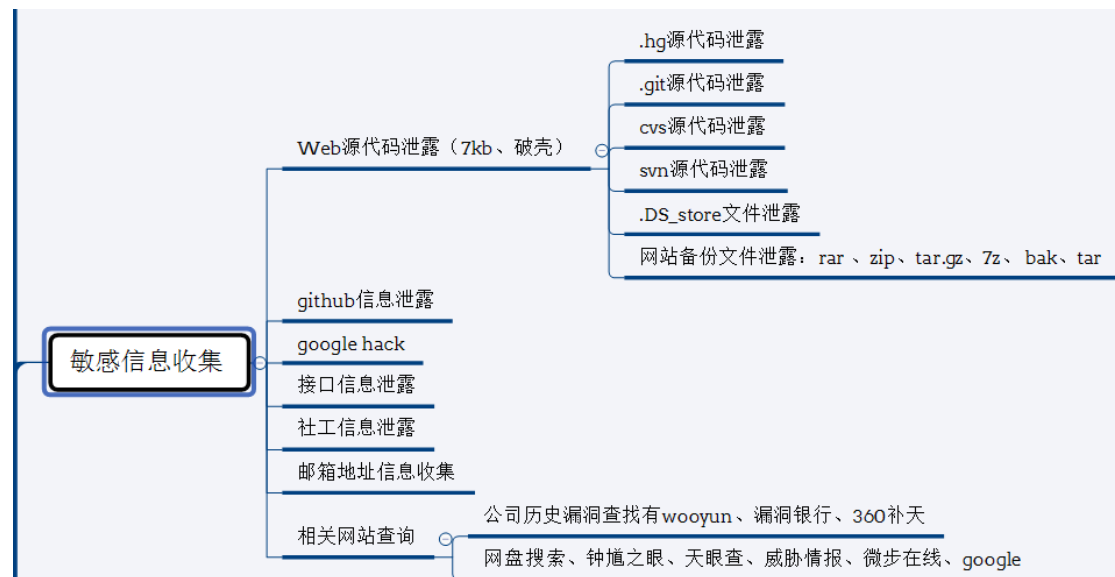 .hg源代码泄露
.git源代码泄露
cvs源代码泄露
Web源代码泄露（7kb、破壳）
svn源代码泄露
.DS_store文件泄露
网站备份文件泄露：rar 、zip、tar.gz、7z、 bak、tar
github信息泄露
google hack
敏感信息收集
接口信息泄露
社工信息泄露
邮箱地址信息收集
相关网站查询
公司历史漏洞查找有wooyun、漏洞银行、360补天
网盘搜索、钟馗之眼、天眼查、威胁情报、微步在线、google